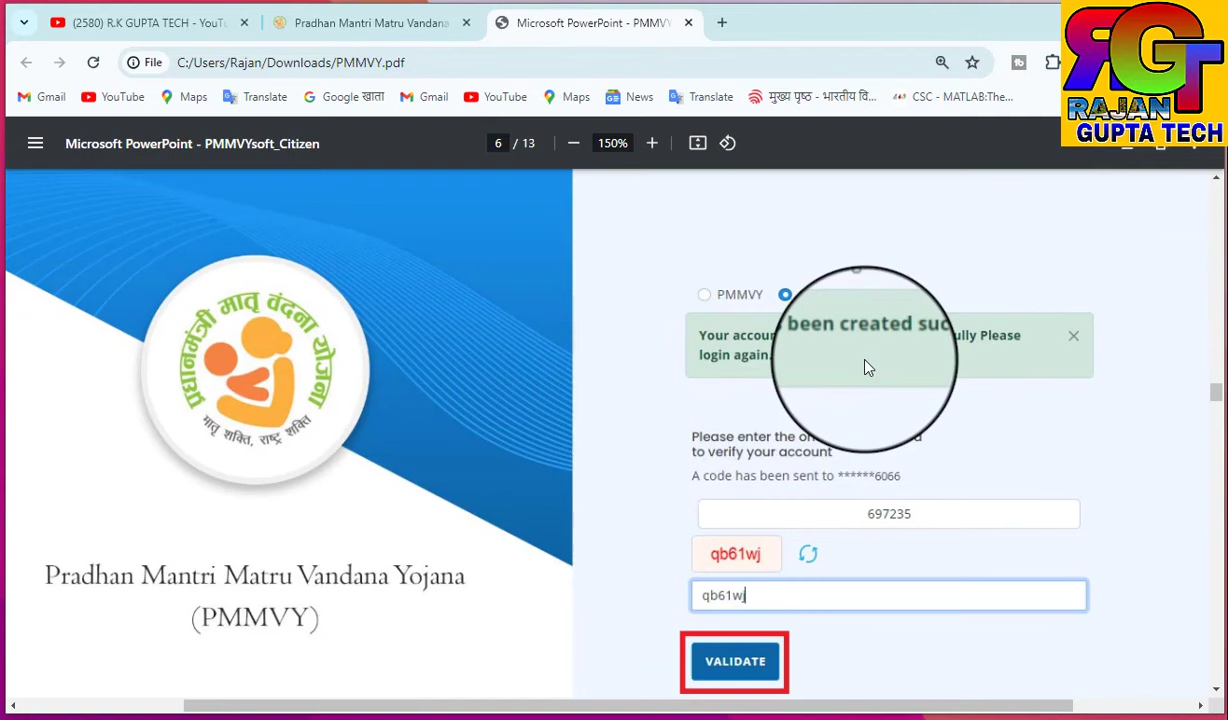 (2580) R.K GUPTA TECH - YouTu
Pradhan Mantri Matru Vandana
Microsoft PowerPoint - PMMVY
File
C:/Users/Rajan/Downloads/PMMVY.pdf
Gmail
YouTube
Maps
Translate
Google खाता
Gmail
YouTube
Maps
News
Translate
मुख्य पृष्ठ - भारतीय वि...
CSC - MATLAB:The...
RGT
RAJAN
GUPTA TECH
Microsoft PowerPoint - PMMVYsoft_Citizen
6 / 13
150%
प्रधानमंत्री मातृ वंदना योजना
मातृ शक्ति, राष्ट्र शक्ति
Pradhan Mantri Matru Vandana Yojana
(PMMVY)
PMMVY
Your accou been created suc ully Please
login again.
Please enter the on
to verify your account
A code has been sent to ******6066
697235
qb61wj
qb61wj
VALIDATE